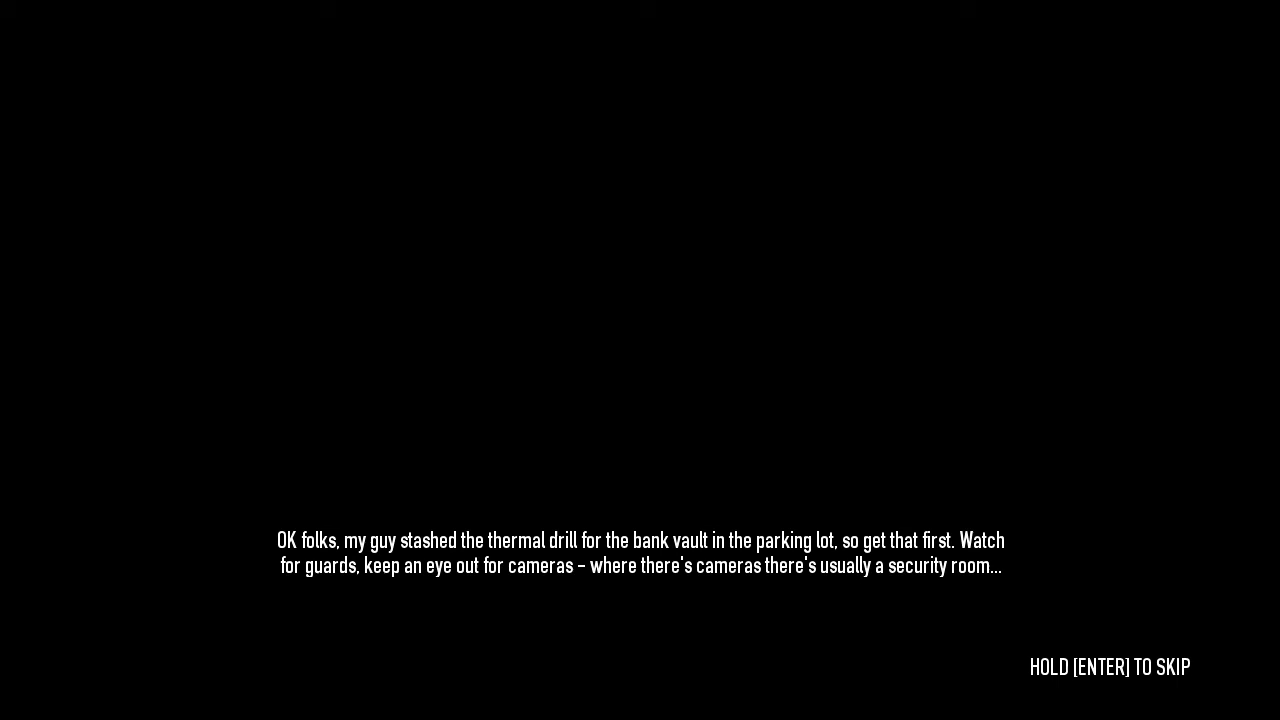 OK folks, my guy stashed the thermal drill for the bank vault in the parking lot, so get that first. Watch
for guards, keep an eye out for cameras - where there's cameras there's usually a security room...
HOLD [ENTER] TO SKIP